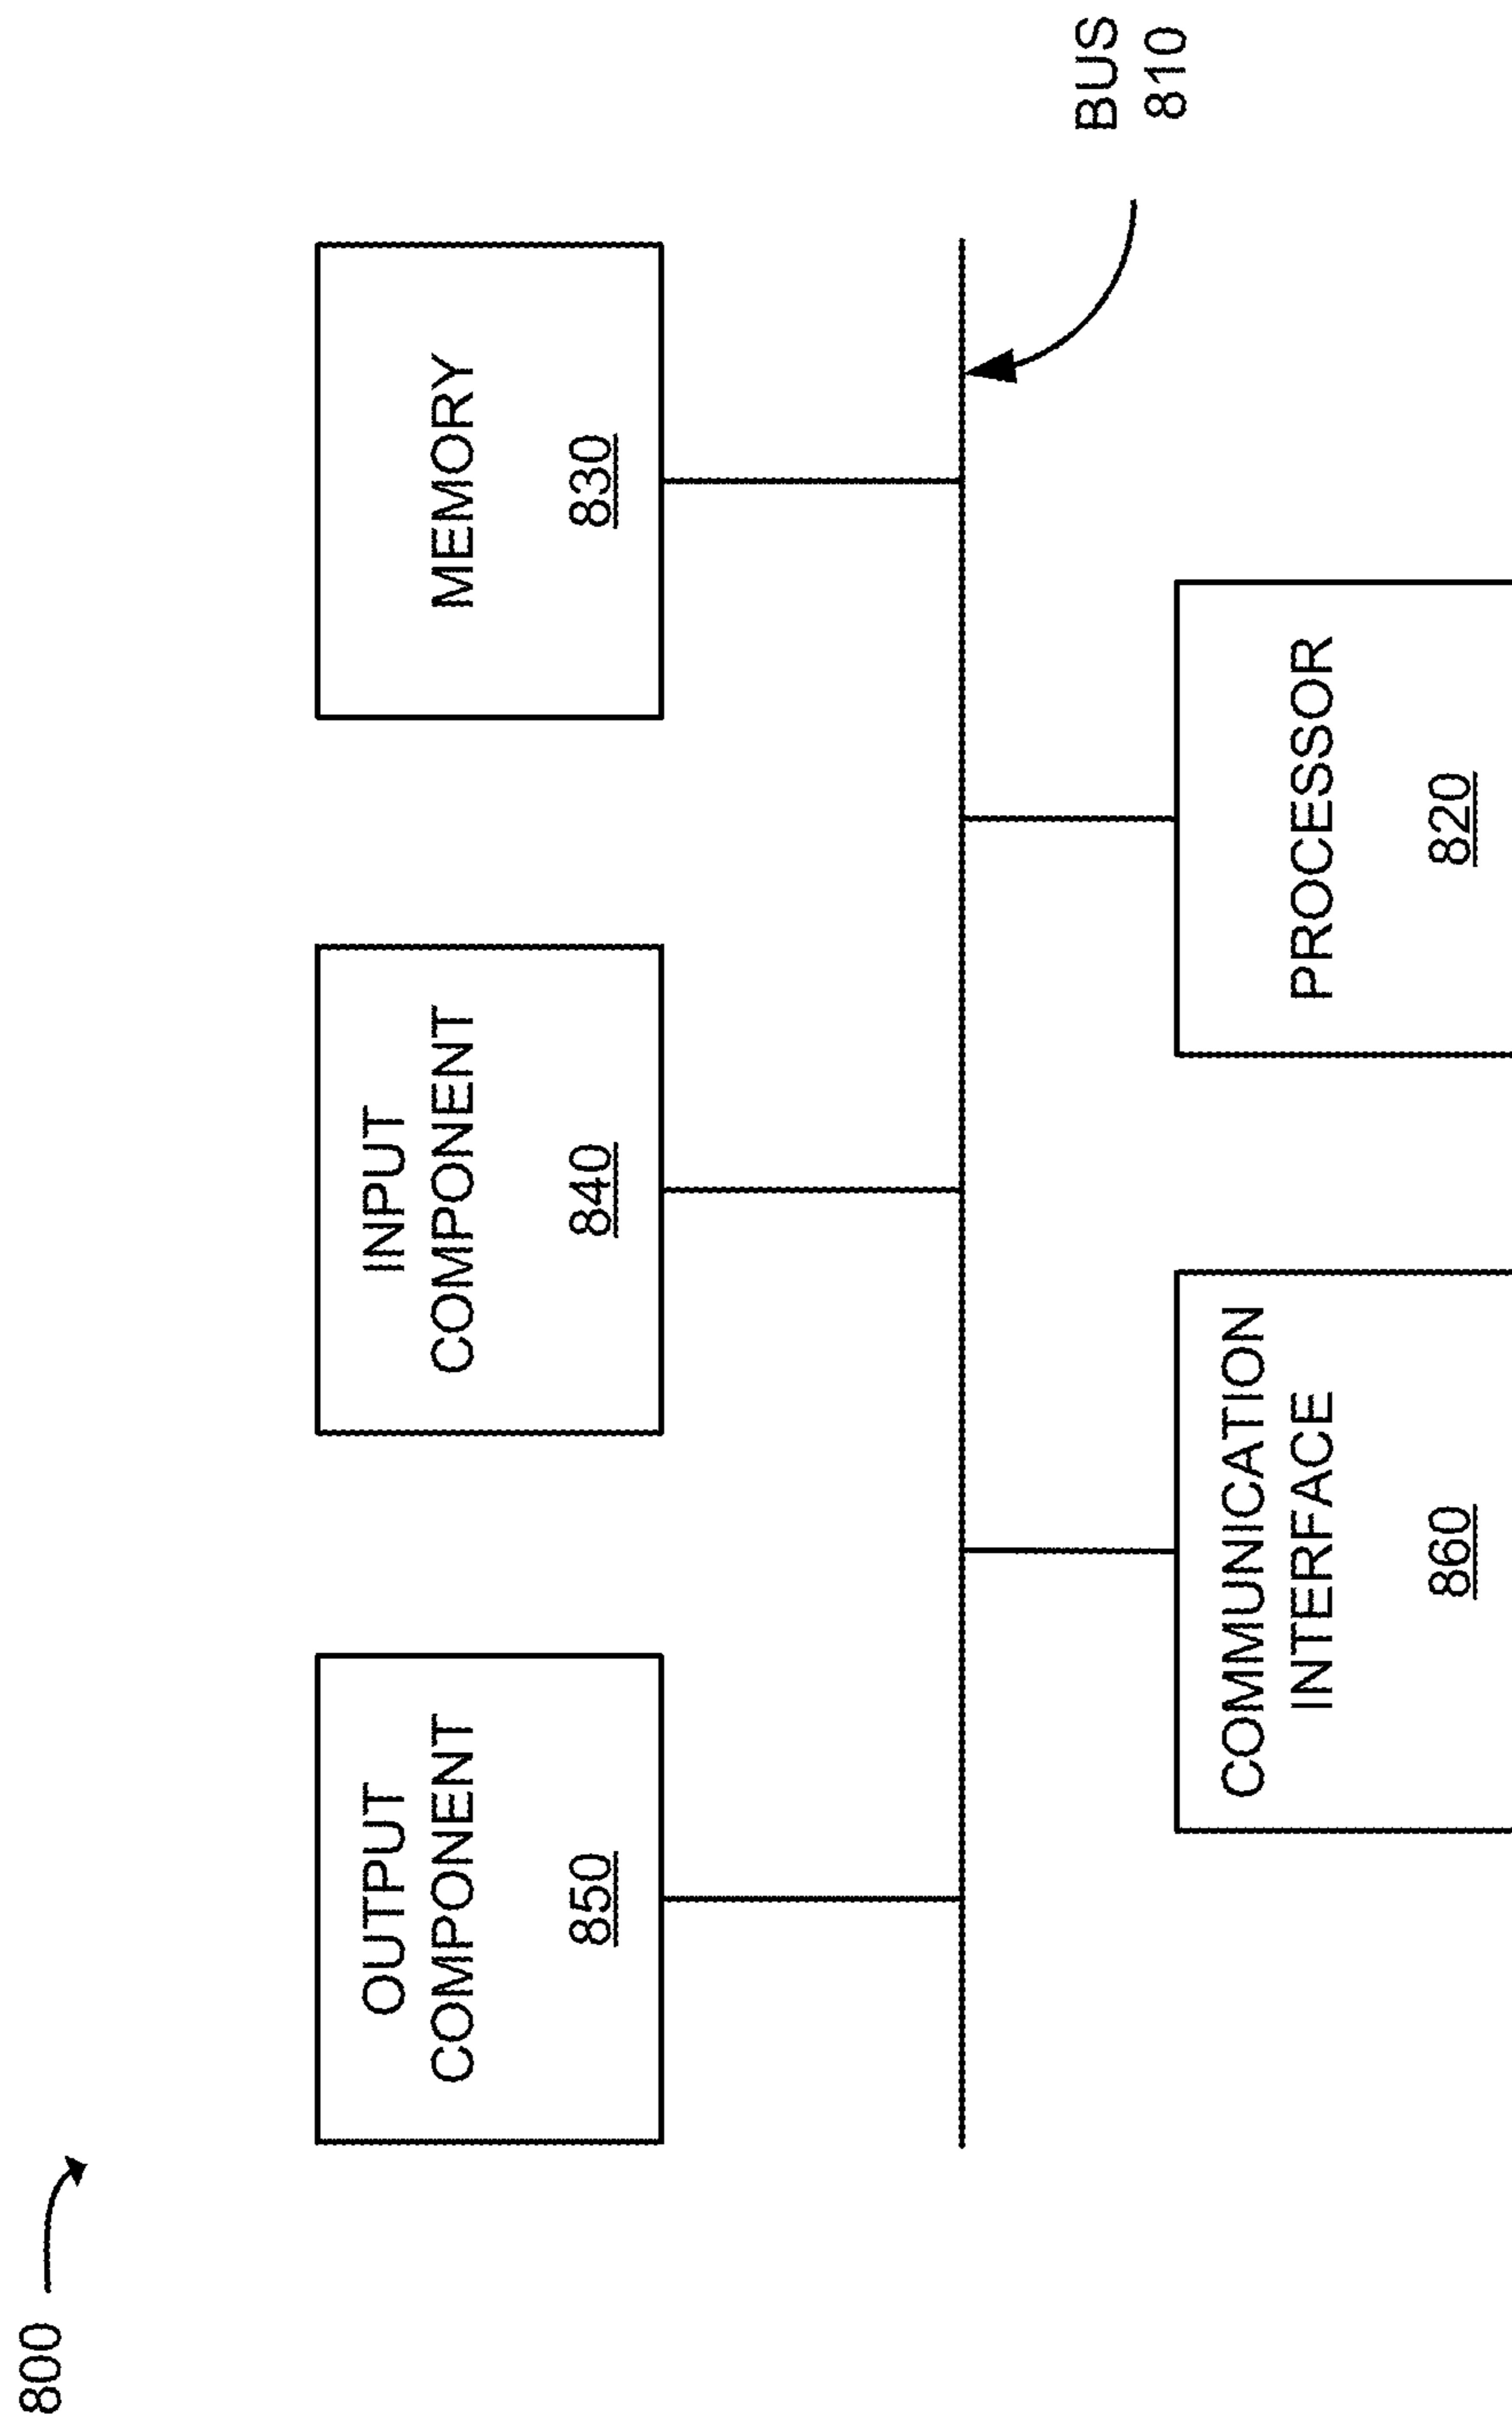 800
OUTPUT
COMPONENT
850
INPUT
COMPONENT
840
MEMORY
830
BUS
810
COMMUNICATION
INTERFACE
860
PROCESSOR
820